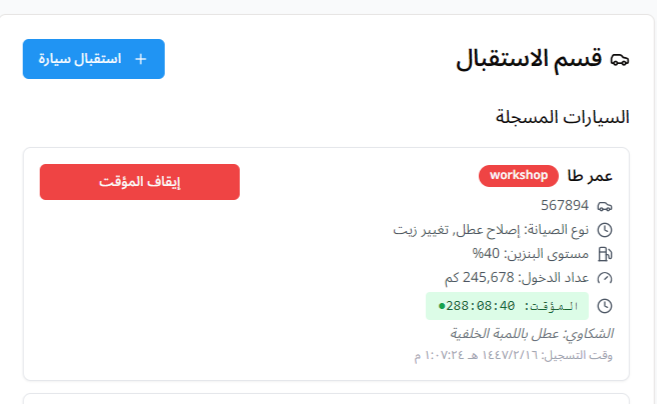 قسم الاستقبال
+ استقبال سيارة
السيارات المسجلة
عمر طا workshop
إيقاف المؤقت
567894
نوع الصيانة: إصلاح عطل, تغيير زيت
مستوى البنزين: 40%
عداد الدخول: 245,678 كم
المؤقت: 288:08:40●
الشكاوي: عطل باللمبة الخلفية
وقت التسجيل: ١٤٤٧/٢/١٦ هـ ١:٠٧:٢٤ م